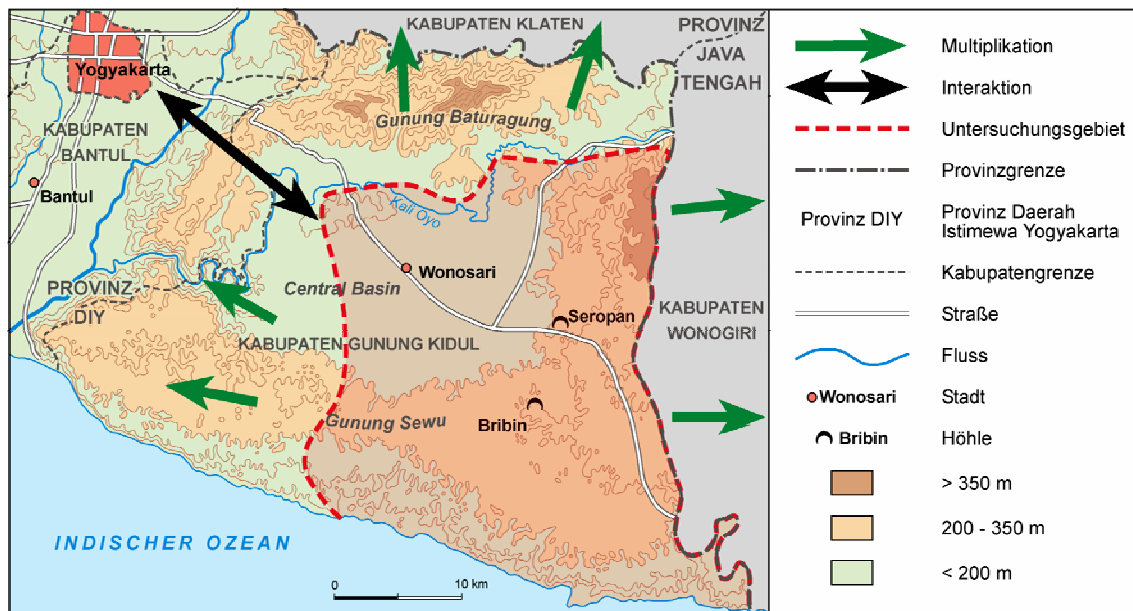 KABUPATEN KLATEN
PROVINZ
JAVA
TENGAH
Yogyakarta
Gunung Baturagung
KABUPATEN
BANTUL
Bantul
Kali Oyo
Wonosari
PROVINZ
DIY
Central Basin
Seropan
KABUPATEN
WONOGIRI
KABUPATEN GUNUNG KIDUL
Gunung Sewu
Bribin
INDISCHER OZEAN
0 10 km
Multiplikation
Interaktion
Untersuchungsgebiet
Provinzgrenze
Provinz DIY Provinz Daerah
Istimewa Yogyakarta
Kabupatengrenze
Straße
Fluss
Wonosari Stadt
Bribin Höhle
> 350 m
200 - 350 m
< 200 m